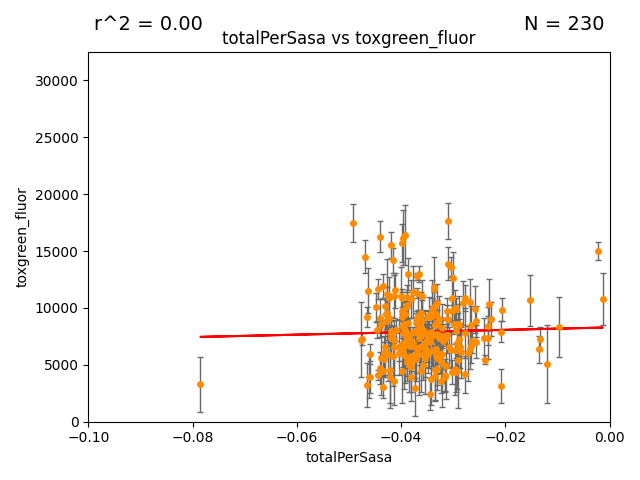 r^2 = 0.00
N = 230
totalPerSasa vs toxgreen_fluor
30000
25000
20000
15000
10000
5000
0
toxgreen_fluor
−0.10
−0.08
−0.06
−0.04
−0.02
0.00
totalPerSasa